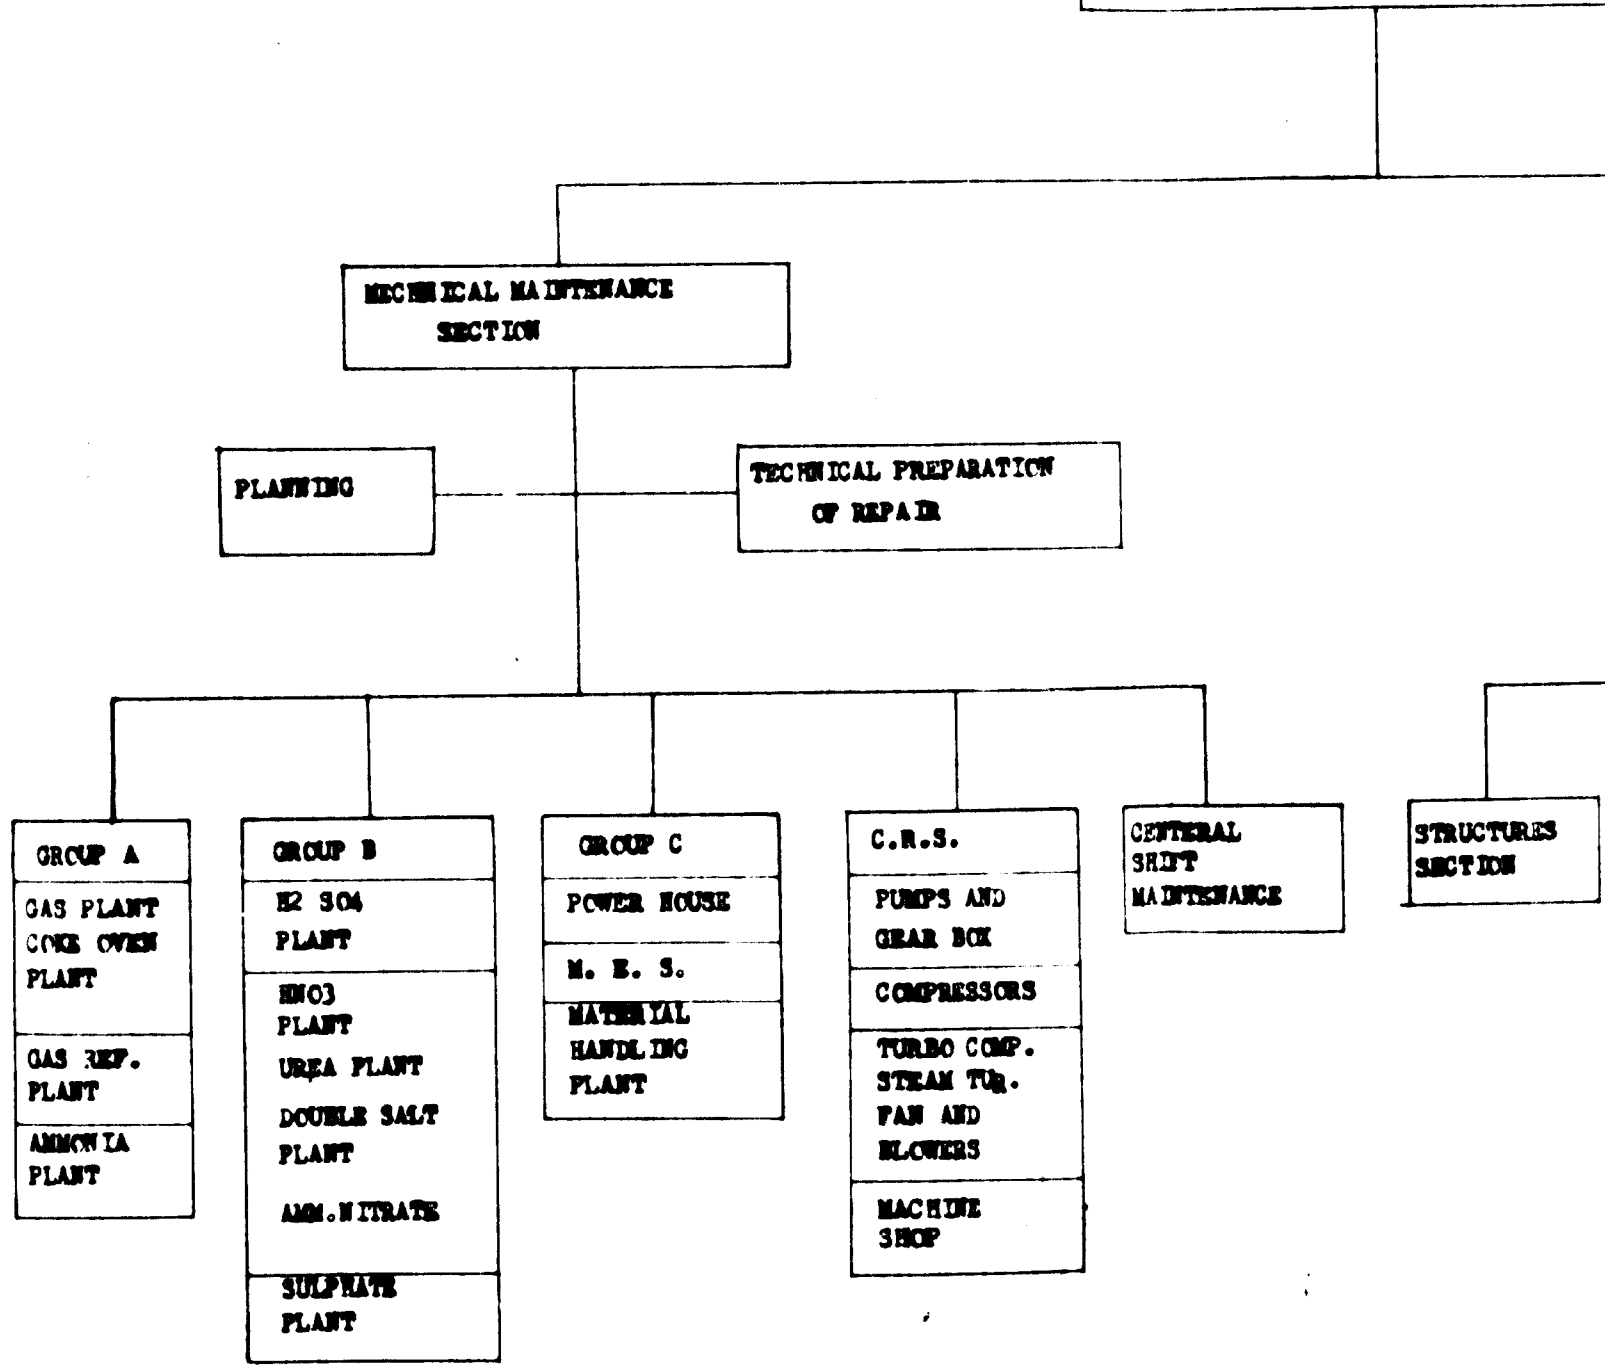 MECHNICAL MAINTENANCE
SECTION
PLANNING
TECHNICAL PREPARATION
OF REPAIR
GROUP A
GAS PLANT
COKE OVEN
PLANT
GAS REF.
PLANT
AMMONIA
PLANT
GROUP B
H2 SO4
PLANT
HNO3
PLANT
UREA PLANT
DOUBLE SALT
PLANT
AMM.NITRATE
SULPHATE
PLANT
GROUP C
POWER HOUSE
M. E. S.
MATERIAL
HANDLING
PLANT
C.R.S.
PUMPS AND
GEAR BOX
COMPRESSORS
TURBO COMP.
STEAM TUR.
FAN AND
BLOWERS
MACHINE
SHOP
CENTERAL
SHIFT
MAINTENANCE
STRUCTURES
SECTION